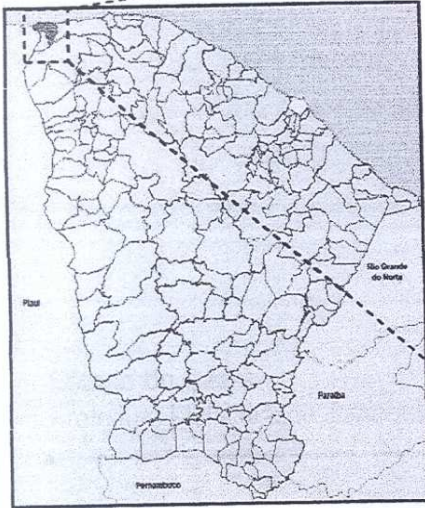 Rio Grande
do Norte
Piauí
Paraíba
Pernambuco